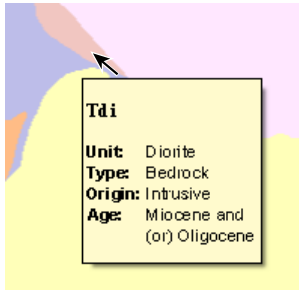 Tdi
Unit: Diorite
Type: Bedrock
Origin: Intrusive
Age: Miocene and
(or) Oligocene